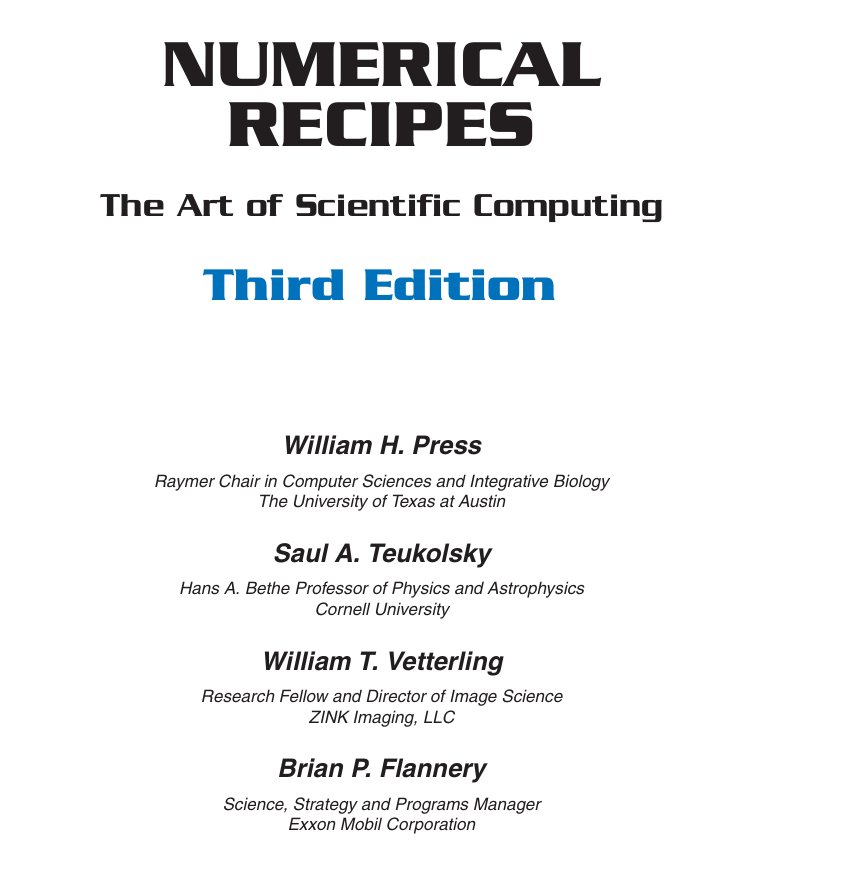 NUMERICAL
RECIPES
The Art of Scientific Computing
Third Edition
William H. Press
Raymer Chair in Computer Sciences and Integrative Biology
The University of Texas at Austin
Saul A. Teukolsky
Hans A. Bethe Professor of Physics and Astrophysics
Cornell University
William T. Vetterling
Research Fellow and Director of Image Science
ZINK Imaging, LLC
Brian P. Flannery
Science, Strategy and Programs Manager
Exxon Mobil Corporation